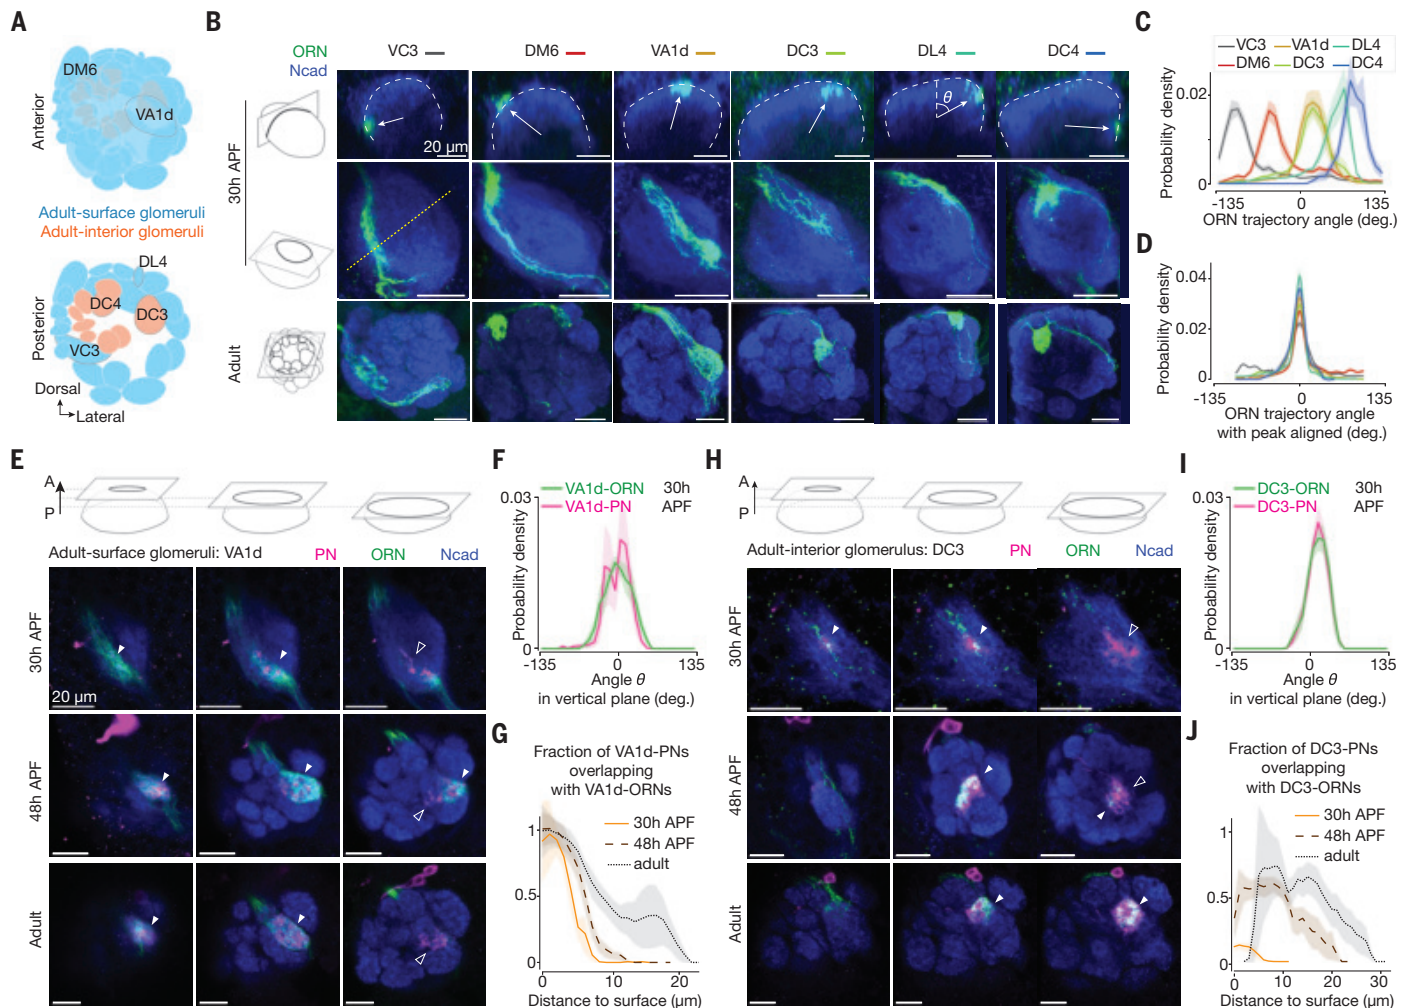 A
DM6
VA1d
Anterior
Adult-surface glomeruli
Adult-interior glomeruli
DL4
DC4
DC3
VC3
Posterior
Dorsal
Lateral
B
ORN
Ncad
VC3
DM6
VA1d
DC3
DL4
DC4
30h APF
Adult
20 µm
θ
C
VC3 VA1d DL4
DM6 DC3 DC4
Probability density
0.02
0
-135 0 135
ORN trajectory angle (deg.)
D
Probability density
0.04
0.02
0
-135 0 135
ORN trajectory angle
with peak aligned (deg.)
E
A
P
Adult-surface glomeruli: VA1d PN ORN Ncad
30h APF
20 µm
48h APF
Adult
F
VA1d-ORN 30h
VA1d-PN APF
0.03
Probability density
0
-135 0 135
Angle θ
in vertical plane (deg.)
G
Fraction of VA1d-PNs
overlapping
with VA1d-ORNs
30h APF
48h APF
adult
1
0.5
0
0 10 20
Distance to surface (µm)
H
A
P
Adult-interior glomerulus: DC3 PN ORN Ncad
30h APF
48h APF
Adult
I
DC3-ORN 30h
DC3-PN APF
0.03
Probability density
0
-135 0 135
Angle θ
in vertical plane (deg.)
J
Fraction of DC3-PNs
overlapping
with DC3-ORNs
30h APF
48h APF
adult
1
0.5
0
0 10 20 30
Distance to surface (µm)